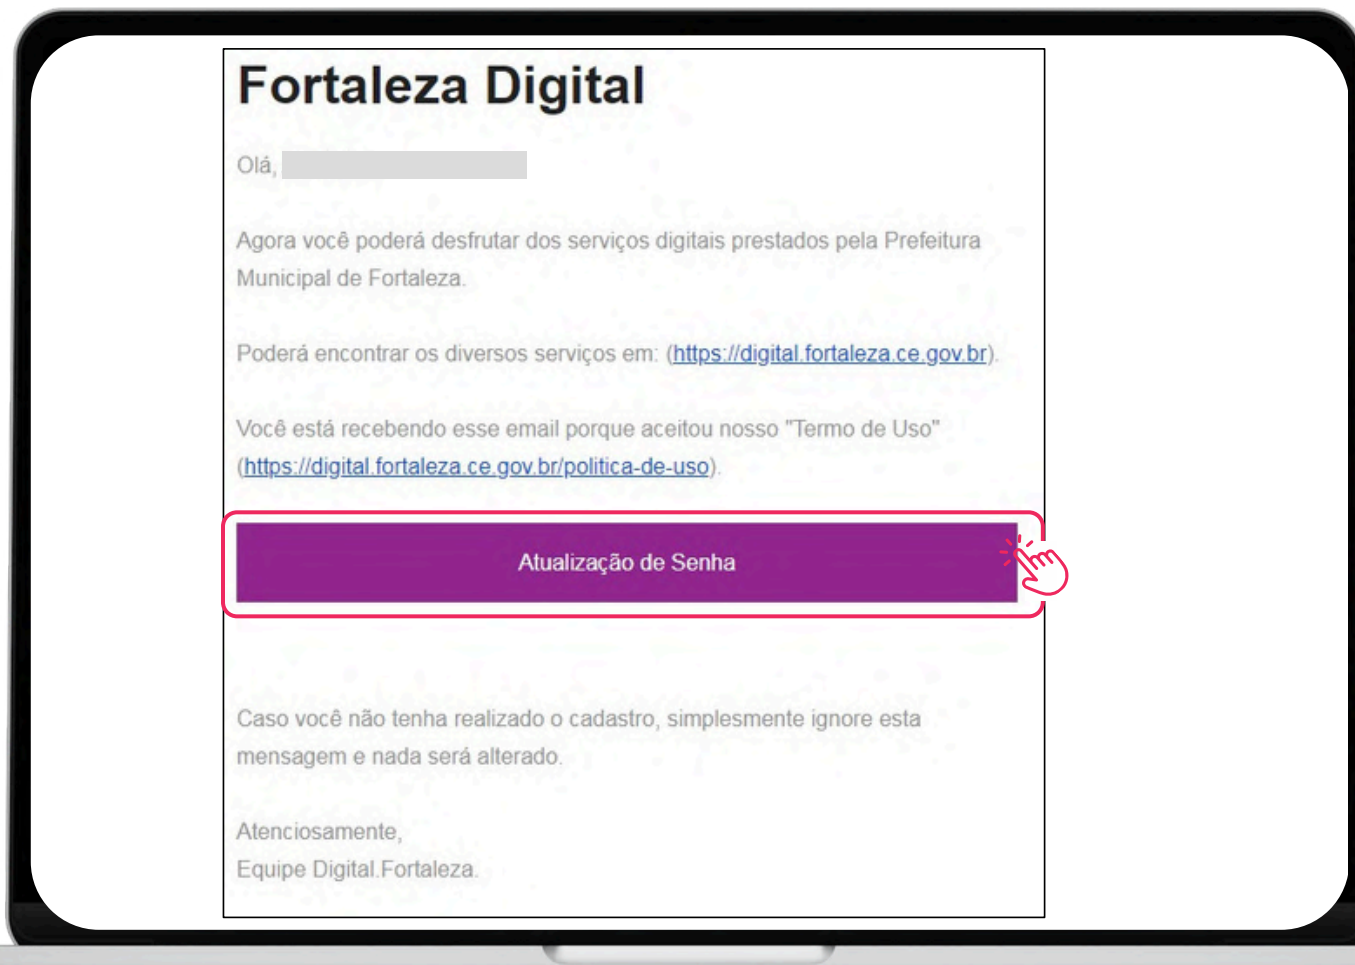 Fortaleza Digital
Olá,
Agora você poderá desfrutar dos serviços digitais prestados pela Prefeitura
Municipal de Fortaleza.
Poderá encontrar os diversos serviços em: (https://digital.fortaleza.ce.gov.br).
Você está recebendo esse email porque aceitou nosso "Termo de Uso"
(https://digital.fortaleza.ce.gov.br/politica-de-uso).
Atualização de Senha
Caso você não tenha realizado o cadastro, simplesmente ignore esta
mensagem e nada será alterado.
Atenciosamente,
Equipe Digital.Fortaleza.